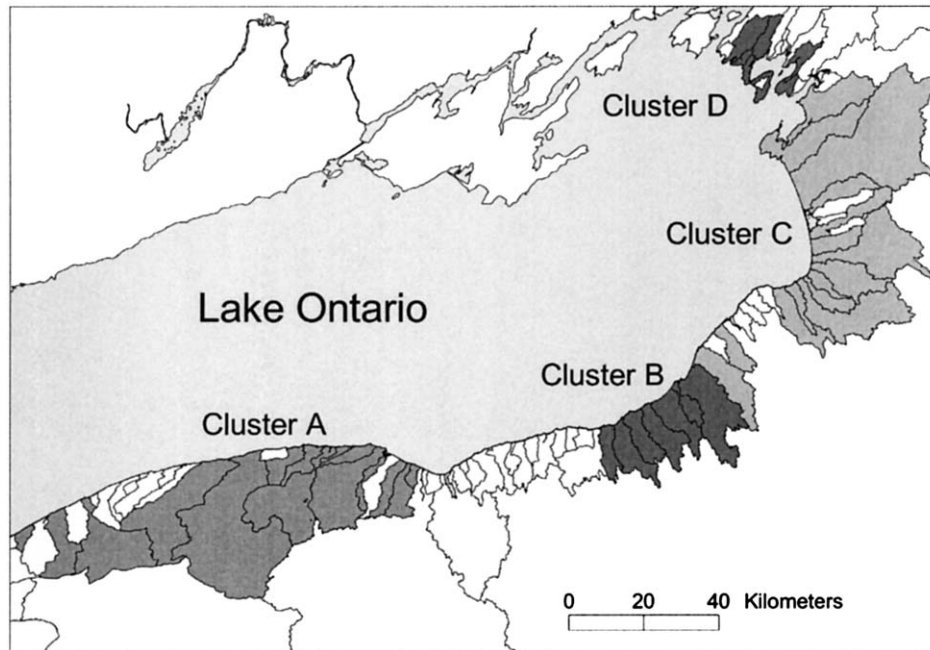 Cluster D
Cluster C
Lake Ontario
Cluster B
Cluster A
0 20 40 Kilometers